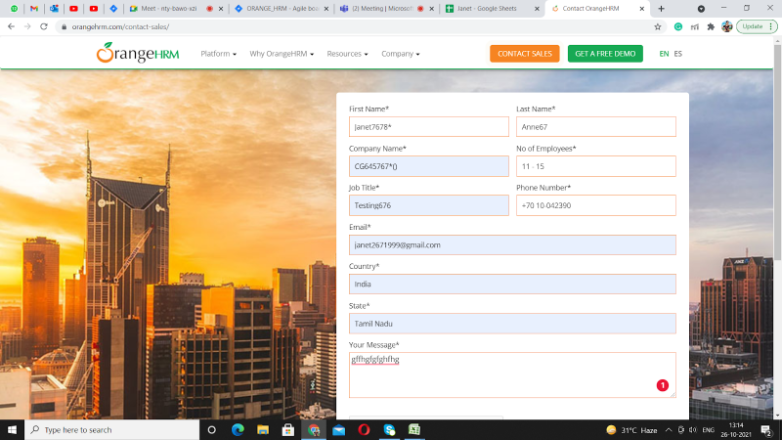 Meet - nty-bawo-xzi
ORANGE_HRM - Agile boa
(2) Meeting | Microsof
Janet - Google Sheets
Contact OrangeHRM
orangehrm.com/contact-sales/
Update
OrangeHRM
Platform
Why OrangeHRM
Resources
Company
CONTACT SALES
GET A FREE DEMO
EN ES
First Name* Last Name*
Janet7678* Anne67
Company Name* No of Employees*
CG645767*() 11 - 15
Job Title* Phone Number*
Testing676 +70 10-042390
Email*
janet2671999@gmail.com
Country*
India
State*
Tamil Nadu
Your Message*
gffhgfgfghfhg
1
Type here to search
31°C Haze
ENG
13:14
26-10-2021